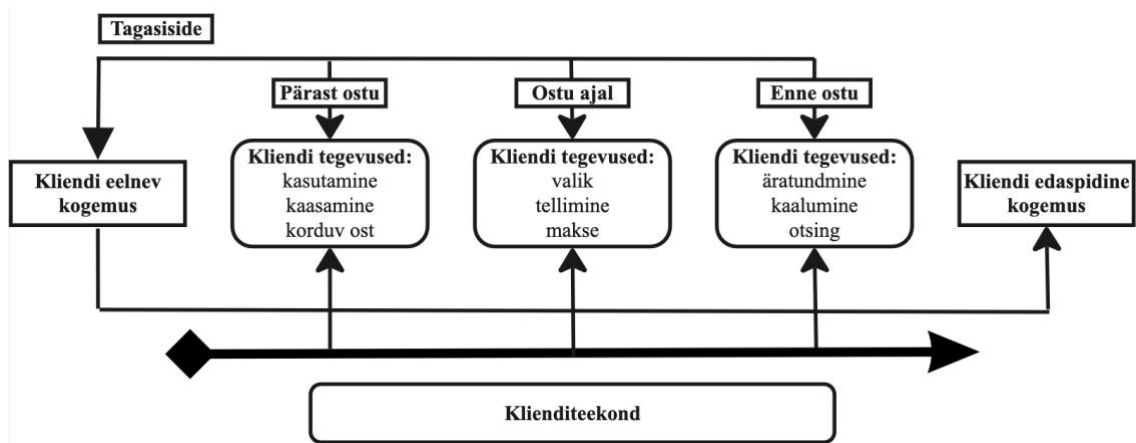 Tagasiside
Pärast ostu
Ostu ajal
Enne ostu
Kliendi eelnev
kogemus
Kliendi tegevused:
kasutamine
kaasamine
korduv ost
Kliendi tegevused:
valik
tellimine
makse
Kliendi tegevused:
äratundmine
kaalumine
otsing
Kliendi edaspidine
kogemus
Klienditeekond